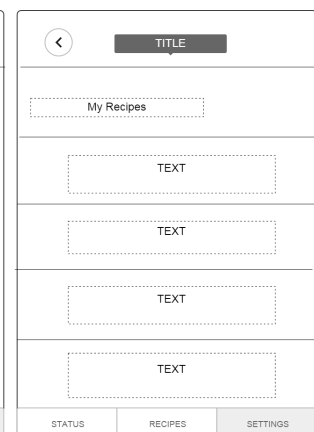 TITLE
My Recipes
TEXT
TEXT
TEXT
TEXT
STATUS
RECIPES
SETTINGS